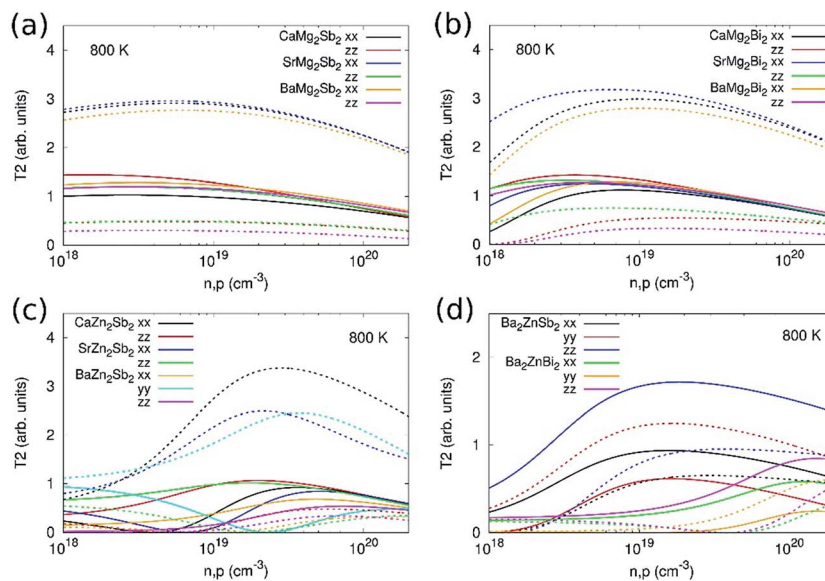 (a)
800 K
CaMg2Sb2 xx
zz
SrMg2Sb2 xx
zz
BaMg2Sb2 xx
zz
T2 (arb. units)
4
3
2
1
0
10^18 10^19 10^20
n,p (cm^-3)
(b)
800 K
CaMg2Bi2 xx
zz
SrMg2Bi2 xx
zz
BaMg2Bi2 xx
zz
T2 (arb. units)
4
3
2
1
0
10^18 10^19 10^20
n,p (cm^-3)
(c)
CaZn2Sb2 xx
zz
SrZn2Sb2 xx
zz
BaZn2Sb2 xx
yy
zz
800 K
T2 (arb. units)
4
3
2
1
0
10^18 10^19 10^20
n,p (cm^-3)
(d)
Ba2ZnSb2 xx
yy
zz
Ba2ZnBi2 xx
yy
zz
800 K
T2 (arb. units)
2
1
0
10^18 10^19 10^20
n,p (cm^-3)